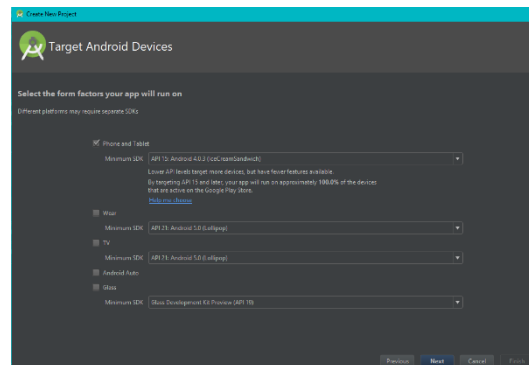 Create New Project
Target Android Devices
Select the form factors your app will run on
Different platforms may require separate SDKs
Phone and Tablet
Minimum SDK API 15: Android 4.0.3 (IceCreamSandwich)
Lower API levels target more devices, but have fewer features available.
By targeting API 15 and later, your app will run on approximately 100.0% of the devices
that are active on the Google Play Store.
Help me choose
Wear
Minimum SDK API 21: Android 5.0 (Lollipop)
TV
Minimum SDK API 21: Android 5.0 (Lollipop)
Android Auto
Glass
Minimum SDK Glass Development Kit Preview (API 19)
Previous Next Cancel Finish